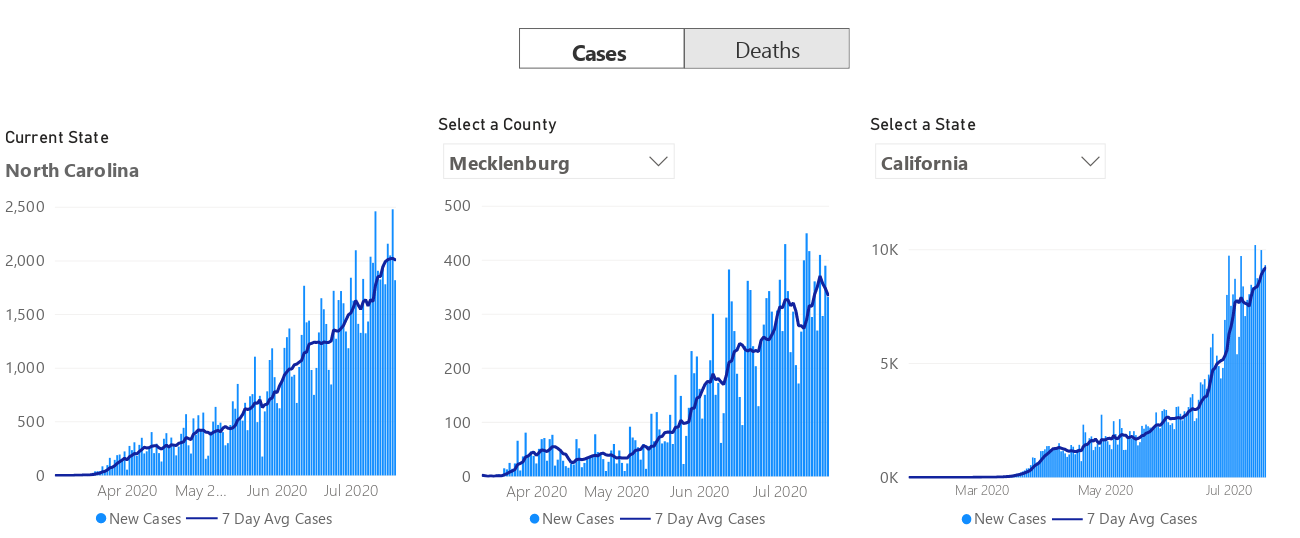 Cases
Deaths
Current State
North Carolina
2,500
2,000
1,500
1,000
500
0
Apr 2020
May 2...
Jun 2020
Jul 2020
New Cases
7 Day Avg Cases
Select a County
Mecklenburg
500
400
300
200
100
0
Apr 2020
May 2020
Jun 2020
Jul 2020
New Cases
7 Day Avg Cases
Select a State
California
10K
5K
0K
Mar 2020
May 2020
Jul 2020
New Cases
7 Day Avg Cases